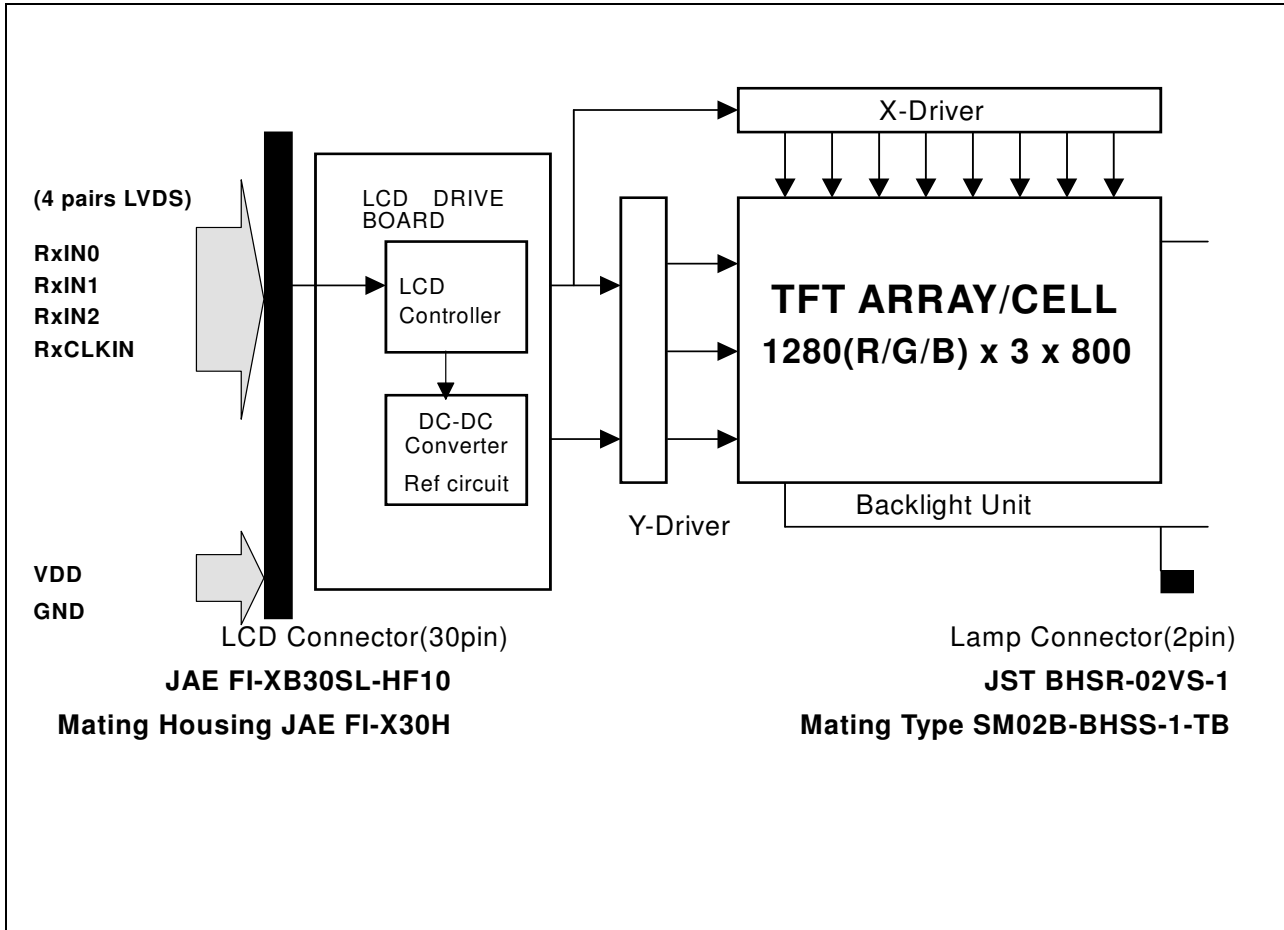 X-Driver
(4 pairs LVDS)
RxIN0
RxIN1
RxIN2
RxCLKIN
LCD DRIVE
BOARD
LCD
Controller
DC-DC
Converter
Ref circuit
TFT ARRAY/CELL
1280(R/G/B) x 3 x 800
Y-Driver
Backlight Unit
VDD
GND
LCD Connector(30pin)
JAE FI-XB30SL-HF10
Mating Housing JAE FI-X30H
Lamp Connector(2pin)
JST BHSR-02VS-1
Mating Type SM02B-BHSS-1-TB